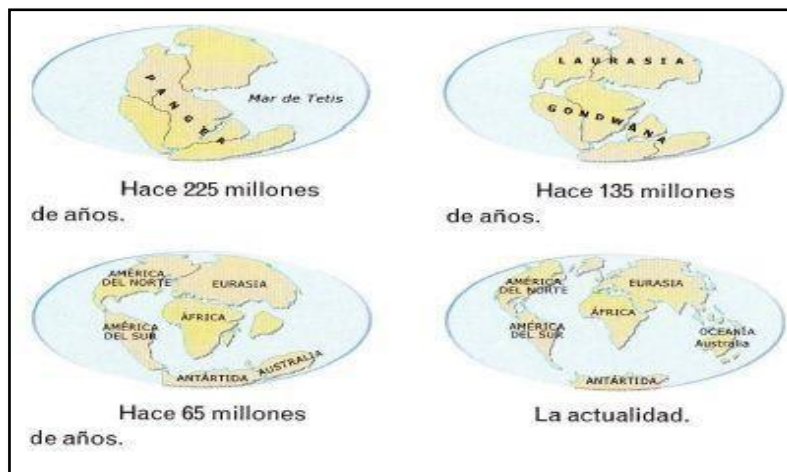 PANGEA
Mar de Tetis
Hace 225 millones
de años.
LAURASIA
GONDWANA
Hace 135 millones
de años.
AMÉRICA
DEL NORTE
EURASIA
ÁFRICA
AMÉRICA
DEL SUR
ANTÁRTIDA
AUSTRALIA
Hace 65 millones
de años.
AMÉRICA
DEL NORTE
EURASIA
ÁFRICA
AMÉRICA
DEL SUR
OCEANÍA
Australia
ANTÁRTIDA
La actualidad.